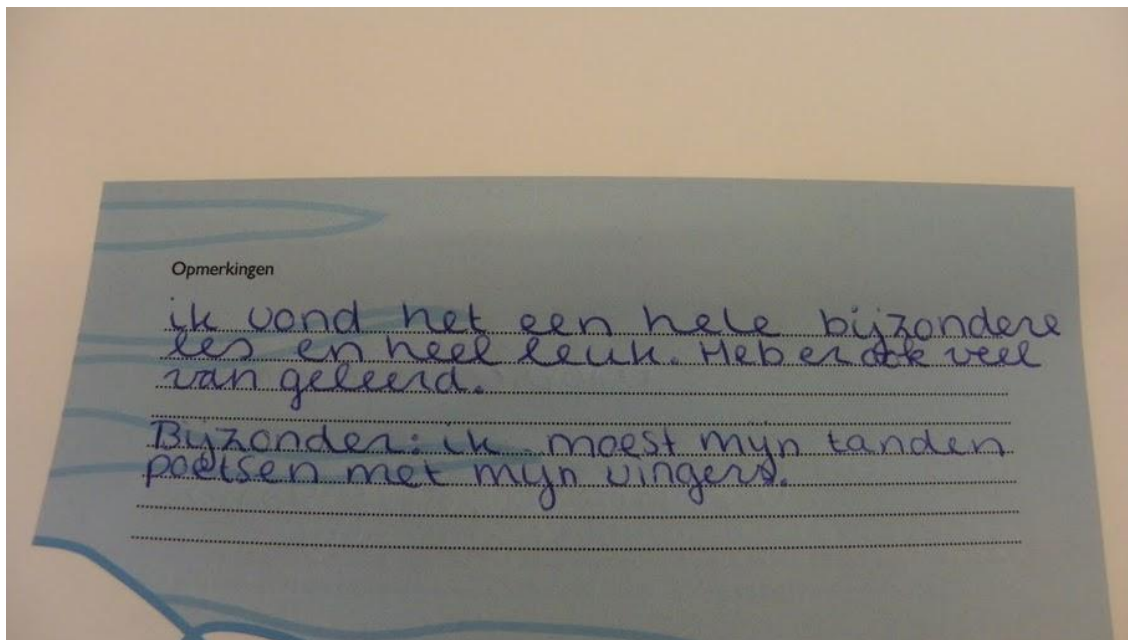 Opmerkingen
ik vond het een hele bijzondere
les en heel leuk. Heb er ook veel
van geleerd.
Bijzonder: ik moest mijn tanden
poetsen met mijn vingers.